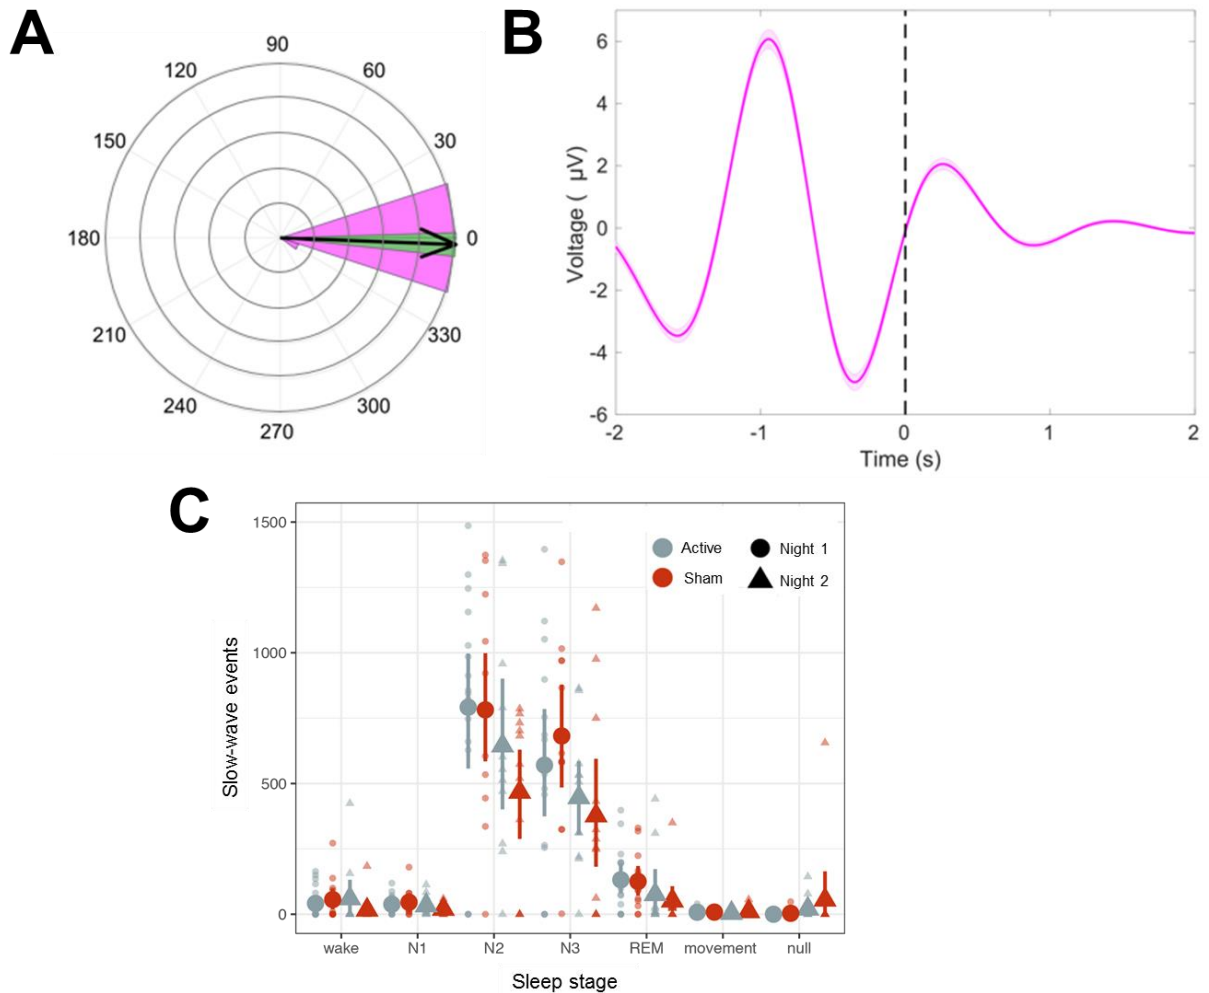 A
90
120
60
150
30
180
0
210
330
240
300
270
B
Voltage ( μV)
6
4
2
0
-2
-4
-6
-2
-1
0
1
2
Time (s)
C
Slow-wave events
1500
1000
500
0
Active
Night 1
Sham
Night 2
wake
N1
N2
N3
REM
movement
null
Sleep stage